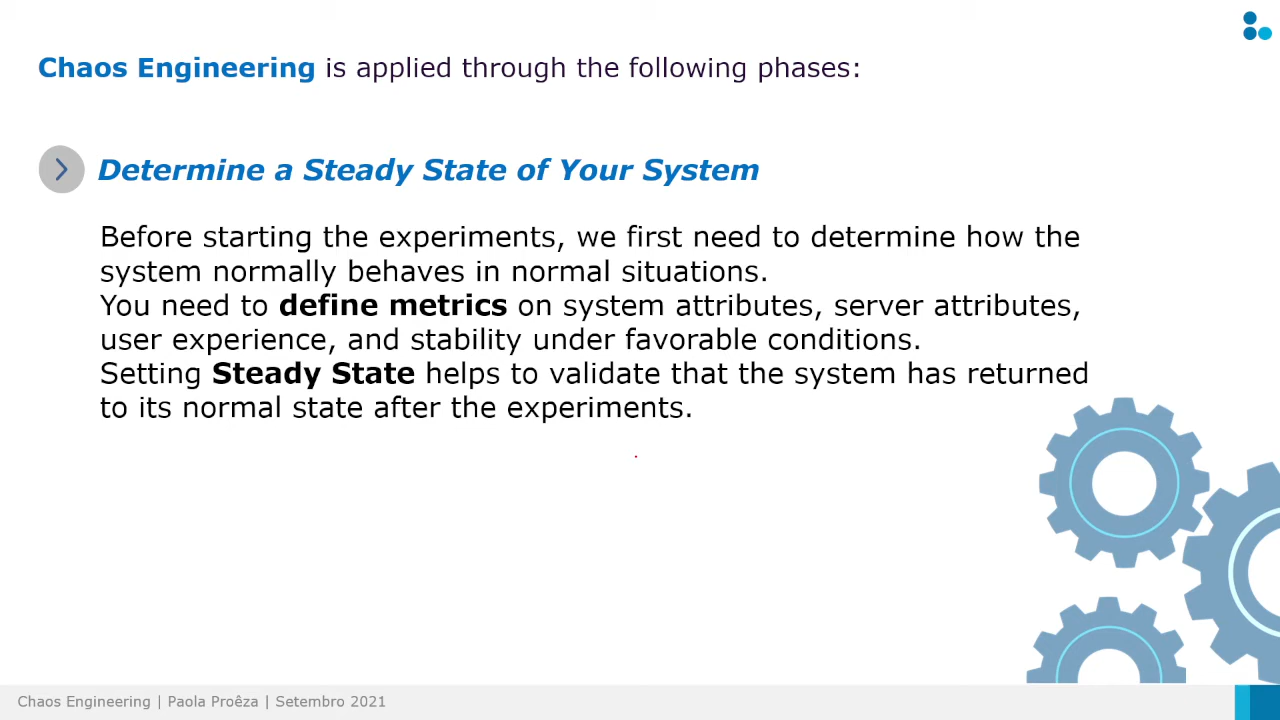 Chaos Engineering is applied through the following phases:
Determine a Steady State of Your System
Before starting the experiments, we first need to determine how the
system normally behaves in normal situations.
You need to define metrics on system attributes, server attributes,
user experience, and stability under favorable conditions.
Setting Steady State helps to validate that the system has returned
to its normal state after the experiments.
Chaos Engineering | Paola Proêza | Setembro 2021